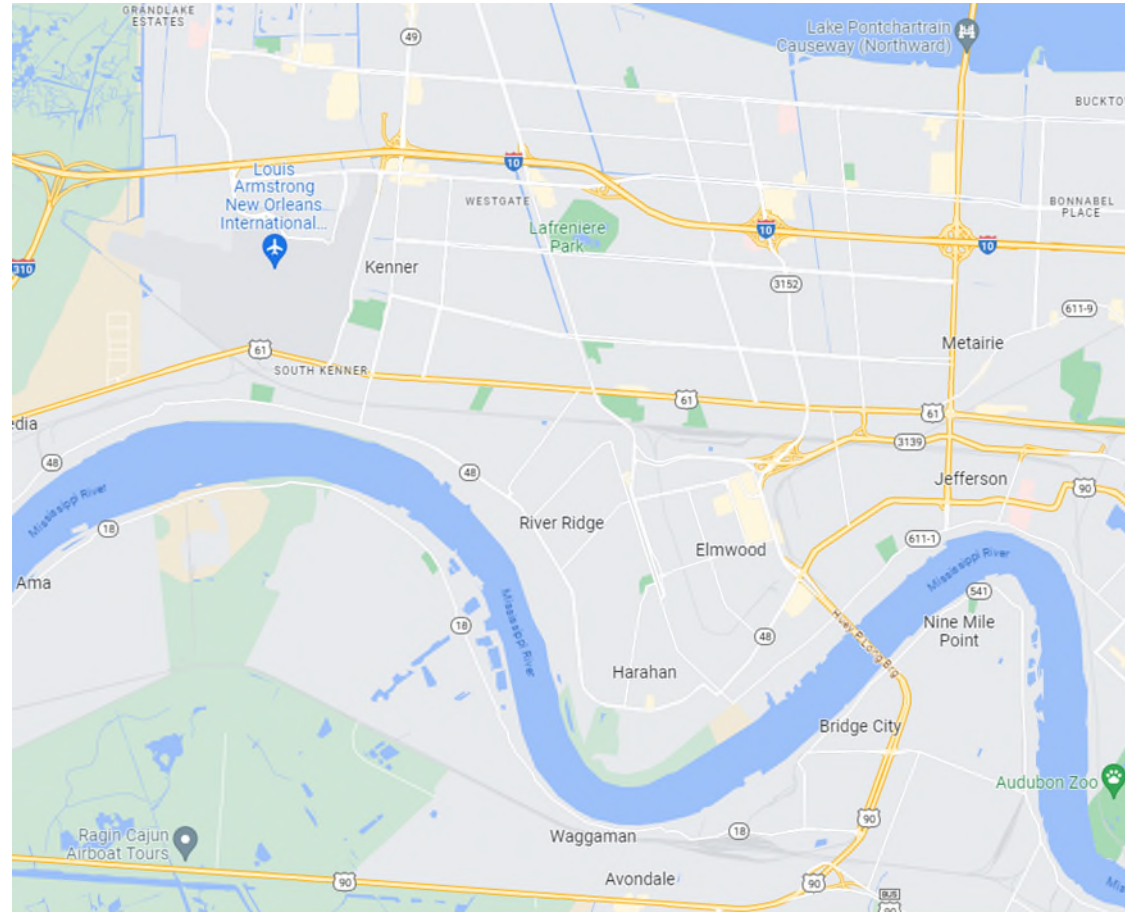 GRANDLAKE
ESTATES
49
Lake Pontchartrain
Causeway (Northward)
BUCKTO
10
Louis
Armstrong
New Orleans
International...
WESTGATE
BONNABEL
PLACE
Lafreniere
Park
10
10
310
Kenner
3152
611-9
Metairie
61
SOUTH KENNER
61
61
edia
3139
48
48
Jefferson
90
Mississippi River
18
River Ridge
Elmwood
611-1
Mississippi River
Ama
541
Mississippi River
18
Nine Mile
Point
48
Huey P Long Brg
Harahan
Bridge City
Audubon Zoo
Ragin Cajun
Airboat Tours
Waggaman
18
90
Avondale
90
90
BUS
90
Mis